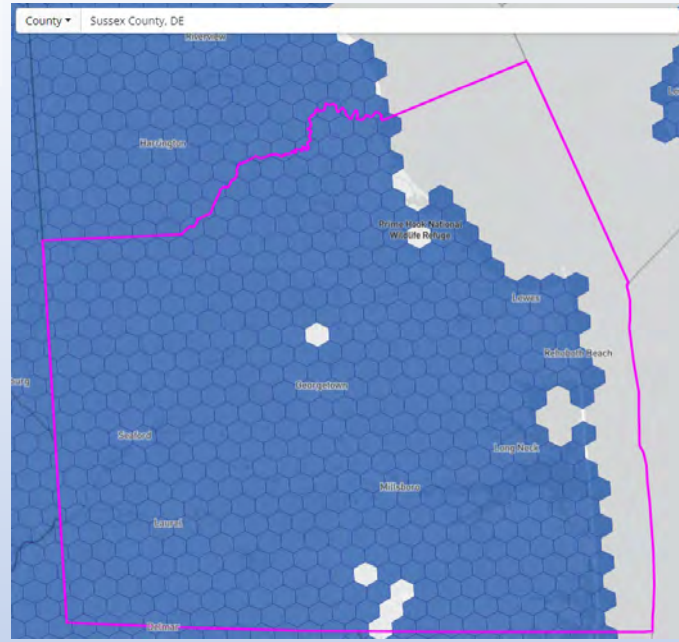 County
Sussex County, DE
Riverview
Harrington
Prime Hook National
Wildlife Refuge
Lewes
Rehoboth Beach
Georgetown
Seaford
Long Neck
Millsboro
Laurel
Delmar